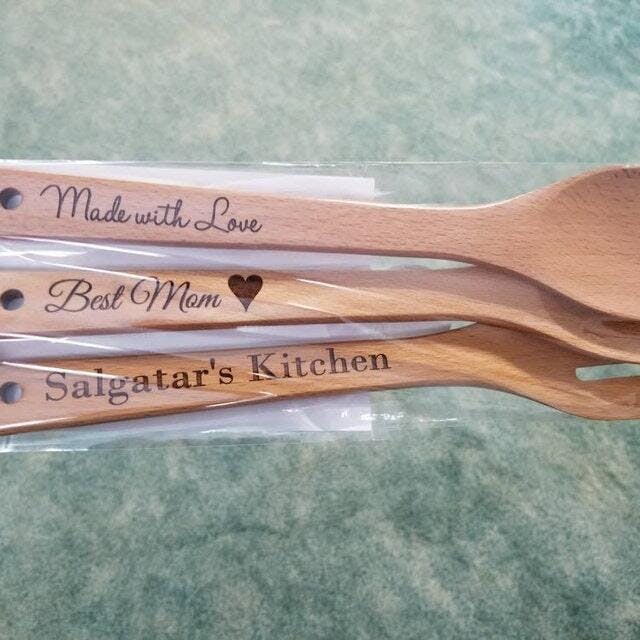 Made with Love
Best Mom
Salgatar's Kitchen